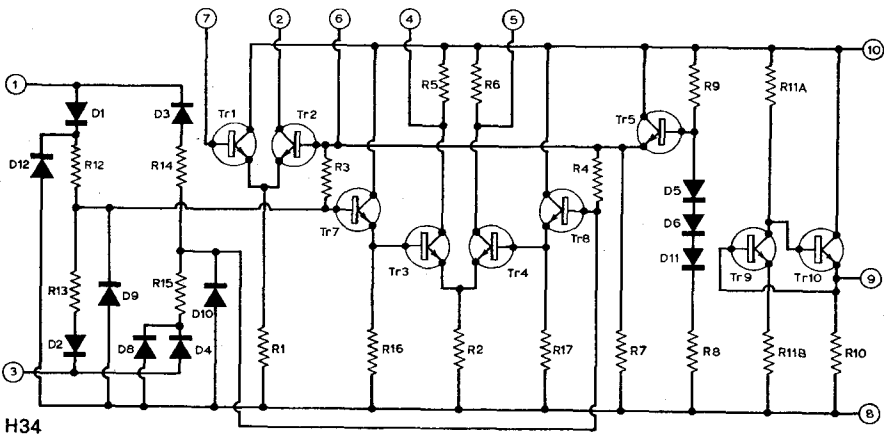 7 2 6 4 5
10
1
D1 D3 R5 R6 R9 R11A
Tr1 Tr2 Tr5
D12 R12 R14 R3 R4
D5
D6
D11
Tr7 Tr3 Tr4 Tr8 Tr9 Tr10
R13 D9 R15 D10
9
D2 D8 D4 R1 R16 R2 R17 R7 R8 R11B R10
3
8
H34